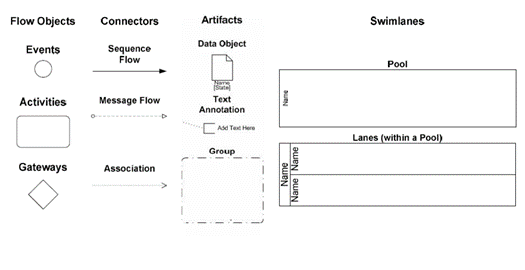 Flow Objects
Connectors
Artifacts
Swimlanes
Events
Activities
Gateways
Sequence
Flow
Message Flow
Association
Data Object
Name
[State]
Text
Annotation
Add Text Here
Group
Pool
Name
Lanes (within a Pool)
Name
Name
Name